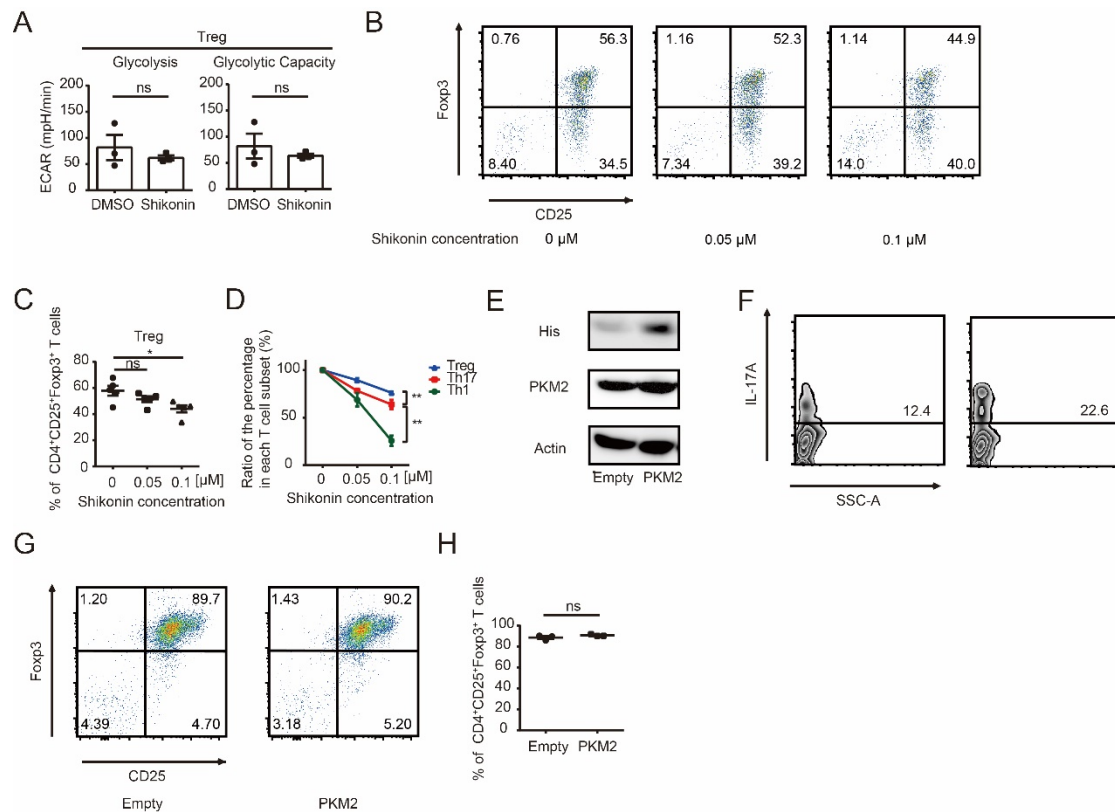 A
Treg
Glycolysis
Glycolytic Capacity
ECAR (mpH/min)
200
150
100
50
0
ns
DMSO Shikonin
200
150
100
50
0
ns
DMSO Shikonin
B
Foxp3
0.76 56.3
8.40 34.5
1.16 52.3
7.34 39.2
1.14 44.9
14.0 40.0
CD25
Shikonin concentration 0 μM 0.05 μM 0.1 μM
C
% of CD4⁺CD25⁺Foxp3⁺ T cells
Treg
*
ns
80
60
40
20
0
0 0.05 0.1 [μM]
Shikonin concentration
D
Ratio of the percentage
in each T cell subset (%)
100
50
0
Treg
Th17
Th1
**
**
0 0.05 0.1 [μM]
Shikonin concentration
E
His
PKM2
Actin
Empty PKM2
F
IL-17A
12.4
22.6
SSC-A
G
Foxp3
1.20 89.7
4.39 4.70
1.43 90.2
3.18 5.20
CD25
Empty PKM2
H
% of CD4⁺CD25⁺Foxp3⁺ T cells
ns
100
80
60
40
20
0
Empty PKM2